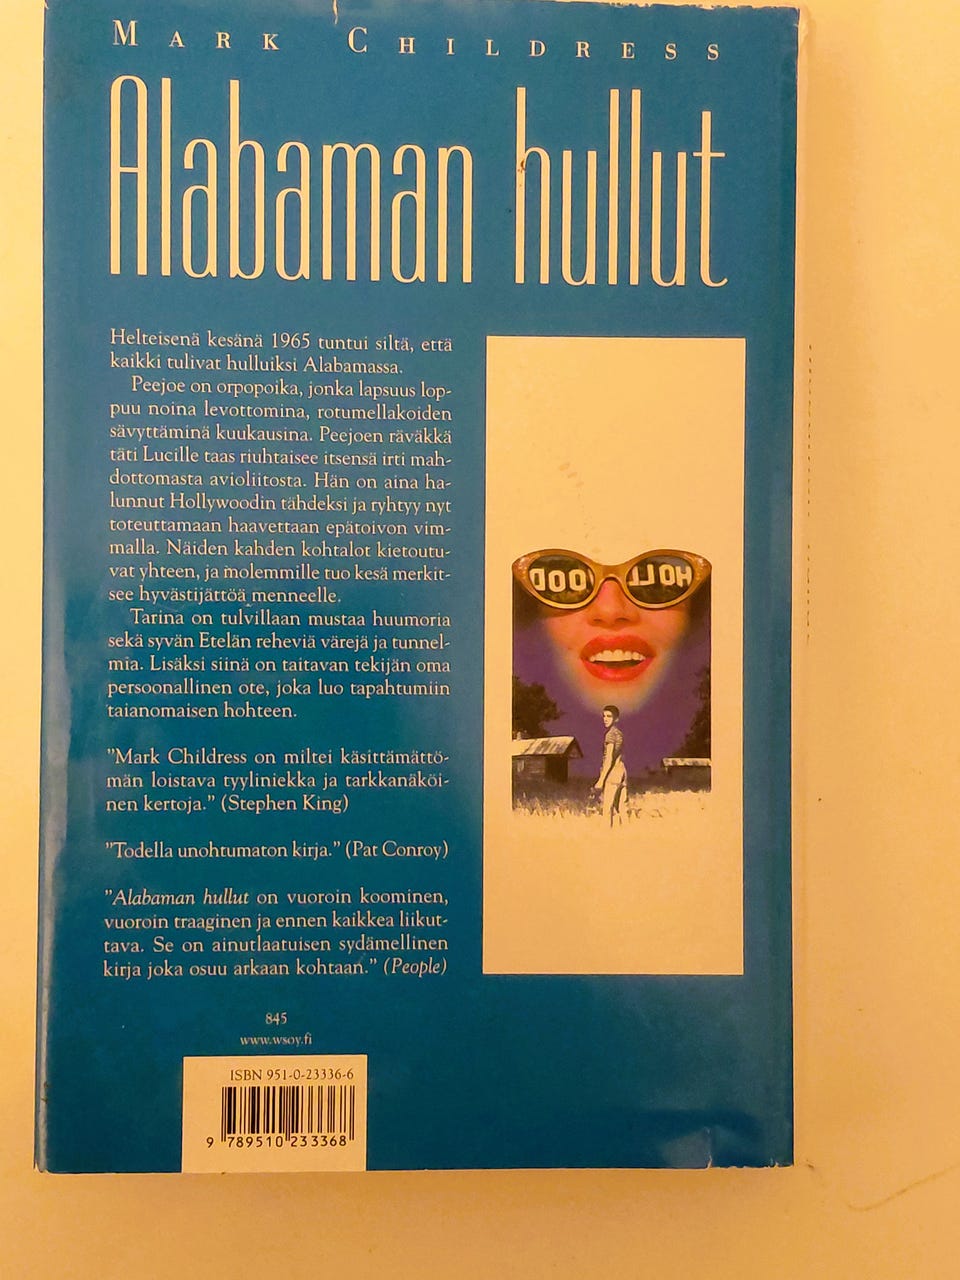 MARK CHILDRESS
Alabaman hullut
Helteisenä kesänä 1965 tuntui siltä, että
kaikki tulivat hulluiksi Alabamassa.
Peejoe on orpopoika, jonka lapsuus lop-
puu noina levottomina, rotumellakoiden
sävyttäminä kuukausina. Peejoen räväkkä
täti Lucille taas riuhtaisee itsensä irti mah-
dottomasta avioliitosta. Hän on aina ha-
lunnut Hollywoodin tähdeksi ja ryhtyy nyt
toteuttamaan haavettaan epätoivon vim-
malla. Näiden kahden kohtalot kietoutu-
vat yhteen, ja molemmille tuo kesä merkit-
see hyvästijättöä menneelle.
Tarina on tulvillaan mustaa huumoria
sekä syvän Etelän reheviä värejä ja tunnel-
mia. Lisäksi siinä on taitavan tekijän oma
persoonallinen ote, joka luo tapahtumiin
taianomaisen hohteen.
"Mark Childress on miltei käsittämättö-
män loistava tyyliniekka ja tarkkanäköi-
nen kertoja." (Stephen King)
"Todella unohtumaton kirja." (Pat Conroy)
"Alabaman hullut on vuoroin koominen,
vuoroin traaginen ja ennen kaikkea liikut-
tava. Se on ainutlaatuisen sydämellinen
kirja joka osuu arkaan kohtaan." (People)
OOD HOLL
845
www.wsoy.fi
ISBN 951-0-23336-6
9 789510 233368